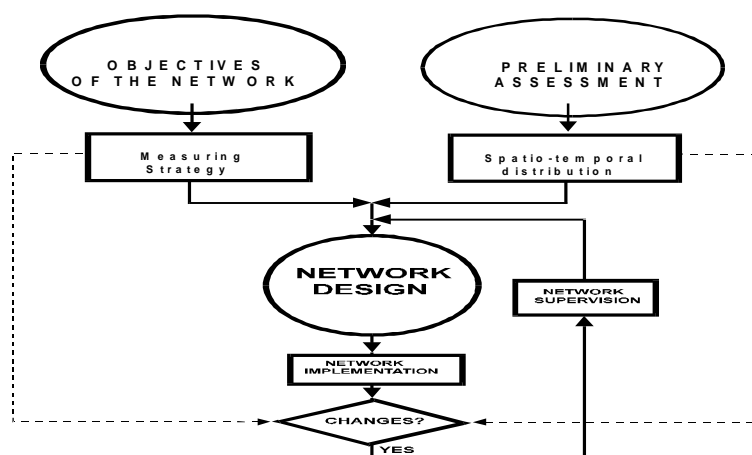 OBJECTIVES
OF THE NETWORK
PRELIMINARY
ASSESSMENT
Measuring
Strategy
Spatio-temporal
distribution
NETWORK
DESIGN
NETWORK
SUPERVISION
NETWORK
IMPLEMENTATION
CHANGES?
YES